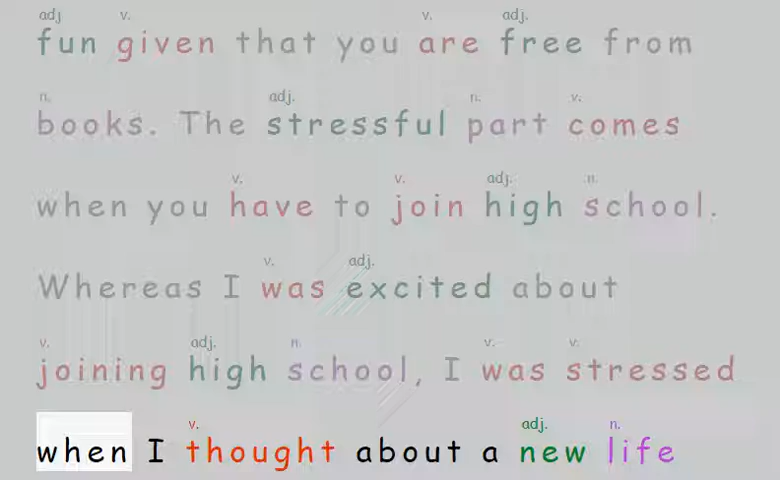 adj v. v. adj.
fun given that you are free from
n. adj. n. v.
books. The stressful part comes
v. v. adj. n.
when you have to join high school.
v. adj.
Whereas I was excited about
v. adj. n. v. v.
joining high school, I was stressed
v. adj. n.
when I thought about a new life